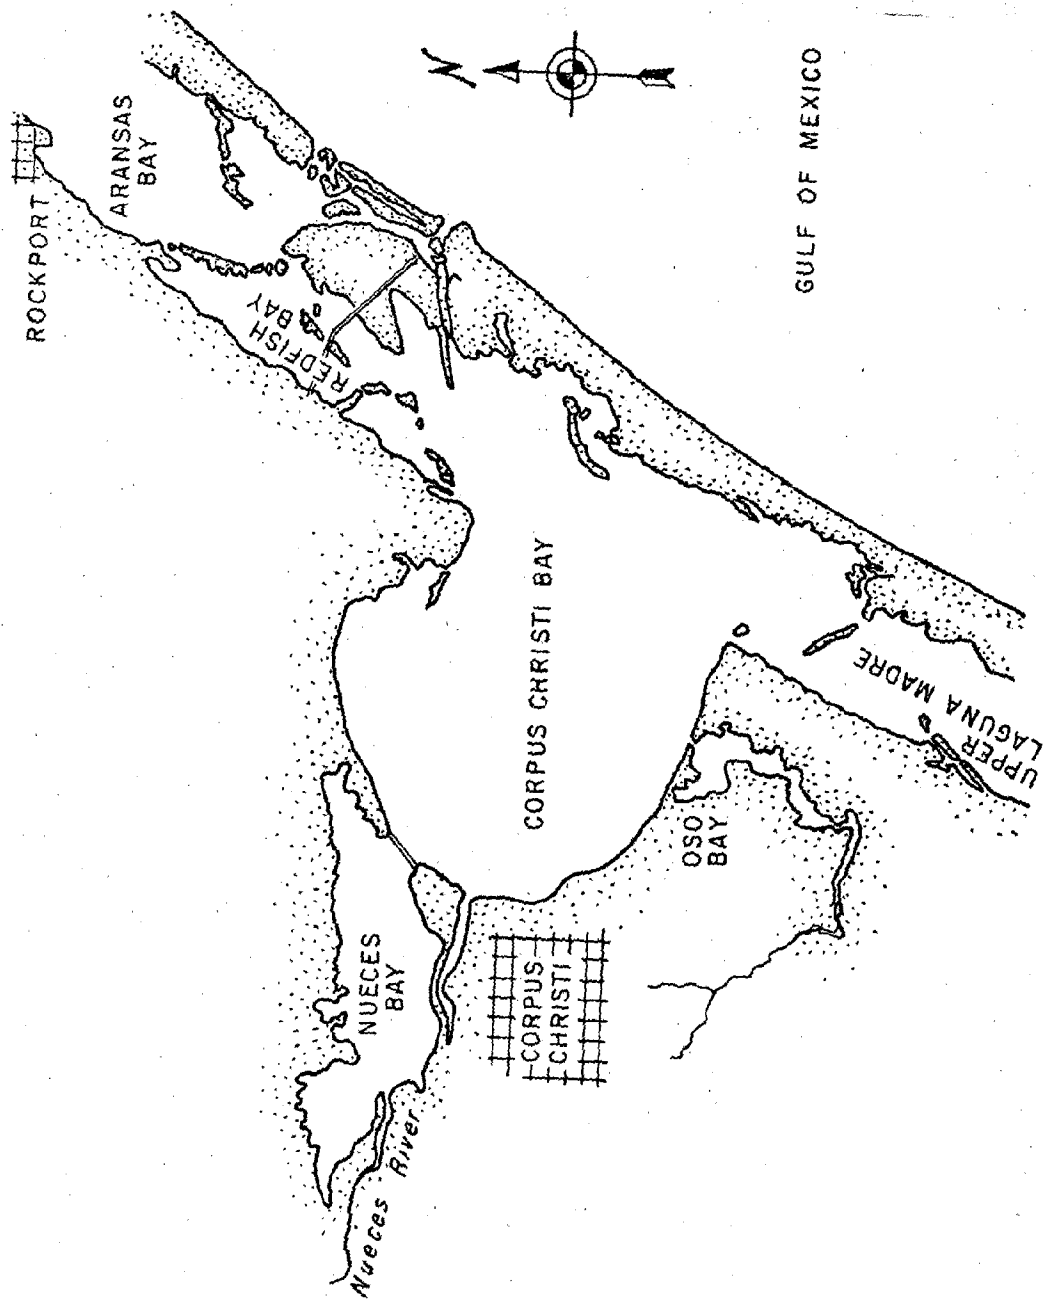 ROCKPORT
ARANSAS
BAY
N
REDFISH
BAY
GULF OF MEXICO
CORPUS CHRISTI BAY
NUECES
BAY
Nueces River
CORPUS
CHRISTI
OSO
BAY
UPPER
LAGUNA MADRE